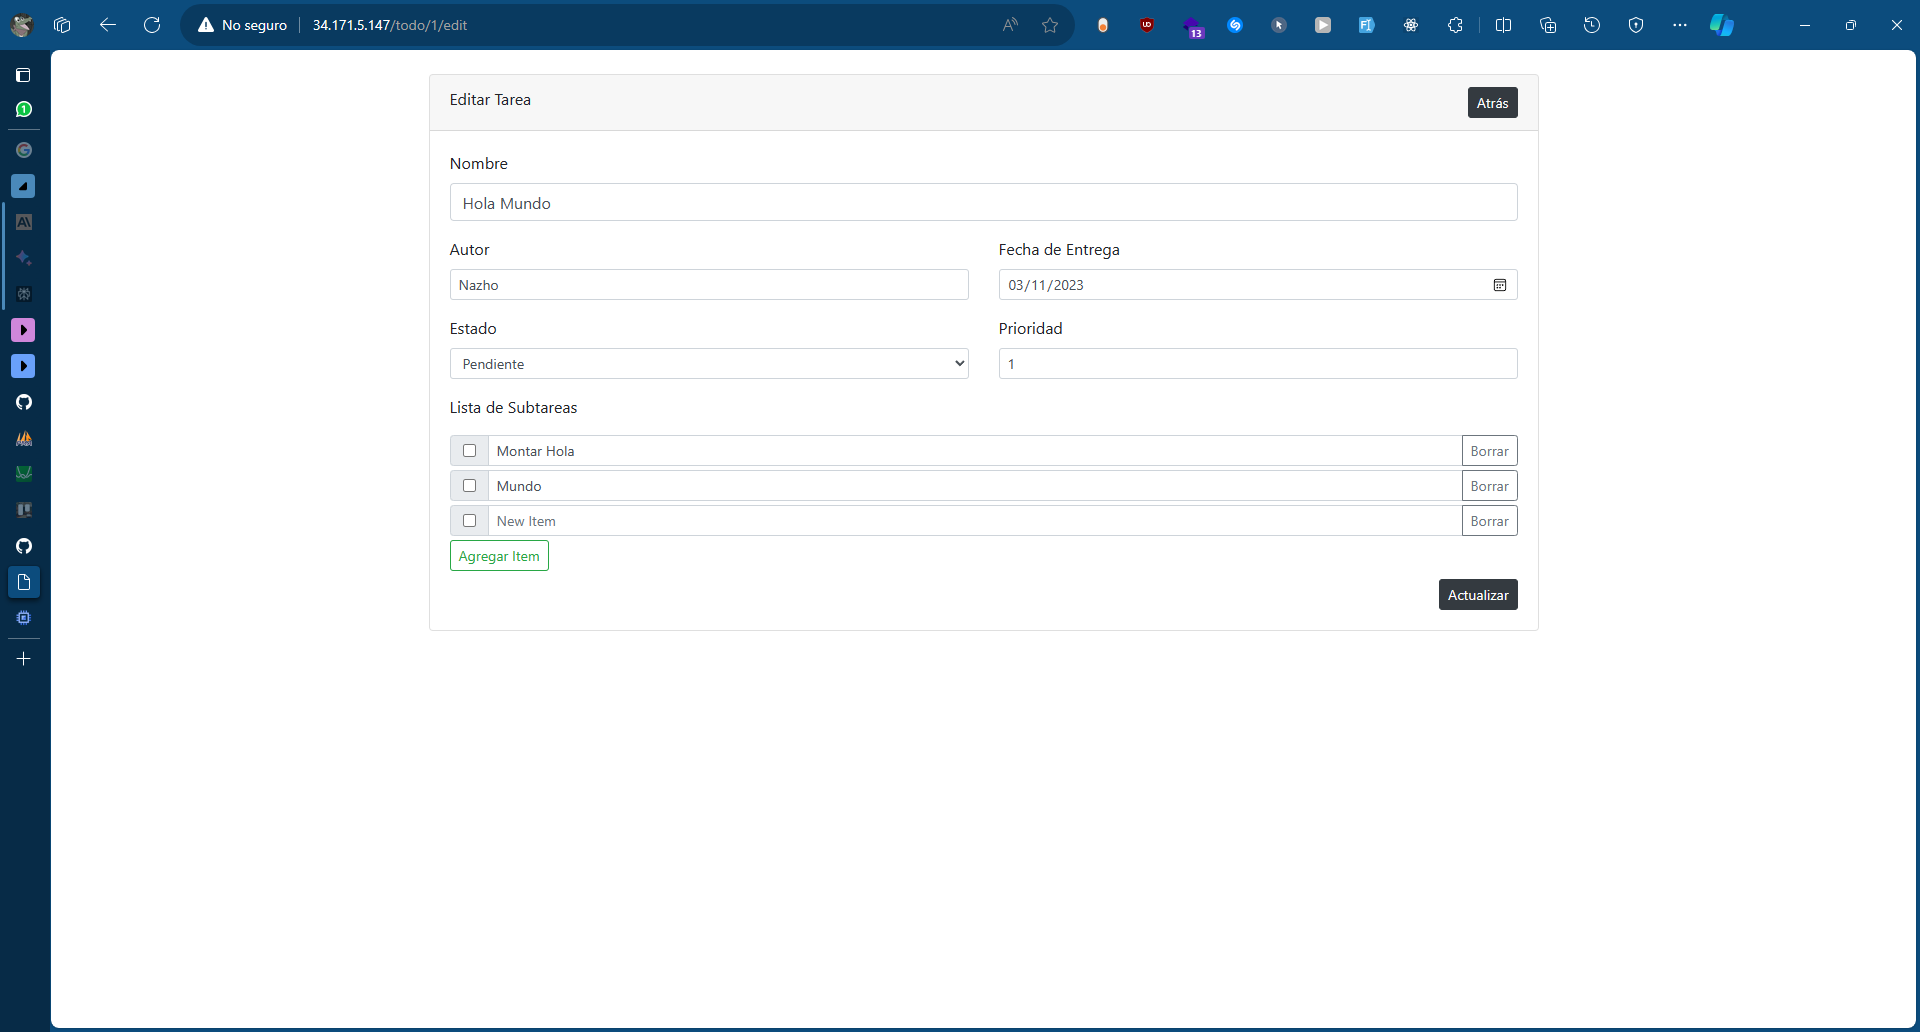 No seguro
34.171.5.147/todo/1/edit
13
1
Editar Tarea
Atrás
Nombre
Hola Mundo
Autor
Fecha de Entrega
Nazho
03/11/2023
Estado
Prioridad
Pendiente
1
Lista de Subtareas
Montar Hola
Borrar
Mundo
Borrar
New Item
Borrar
Agregar Item
Actualizar